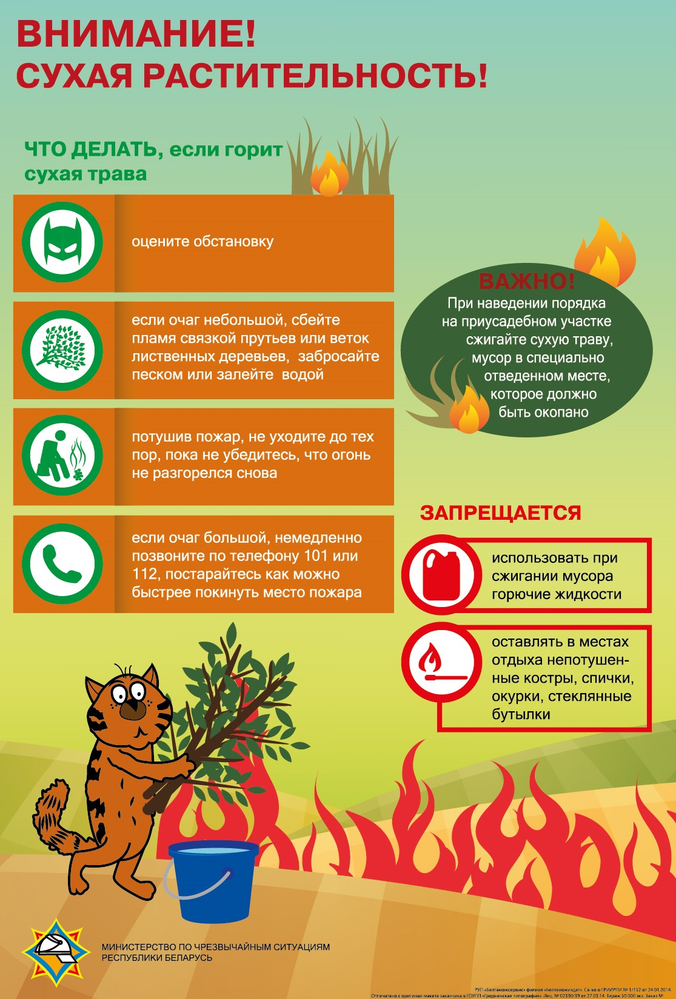 ВНИМАНИЕ!
СУХАЯ РАСТИТЕЛЬНОСТЬ!
ЧТО ДЕЛАТЬ, если горит
сухая трава
оцените обстановку
если очаг небольшой, сбейте
пламя связкой прутьев или веток
лиственных деревьев, забросайте
песком или залейте водой
потушив пожар, не уходите до тех
пор, пока не убедитесь, что огонь
не разгорелся снова
если очаг большой, немедленно
позвоните по телефону 101 или
112, постарайтесь как можно
быстрее покинуть место пожара
ВАЖНО!
При наведении порядка
на приусадебном участке
сжигайте сухую траву,
мусор в специально
отведенном месте,
которое должно
быть окопано
ЗАПРЕЩАЕТСЯ
использовать при
сжигании мусора
горючие жидкости
оставлять в местах
отдыха непотушен-
ные костры, спички,
окурки, стеклянные
бутылки
МИНИСТЕРСТВО ПО ЧРЕЗВЫЧАЙНЫМ СИТУАЦИЯМ
РЕСПУБЛИКИ БЕЛАРУСЬ
РУП «Белтаможсервис» филиал «Белтаможиздат». Св-во о ГРИИРПИ № 1/152 от 24.01.2014.
Отпечатано с оригинал-макета заказчика в ГОУПП «Гродненская типография». Лиц. № 02330/39 от 27.03.14. Тираж 50 000 экз. Заказ №